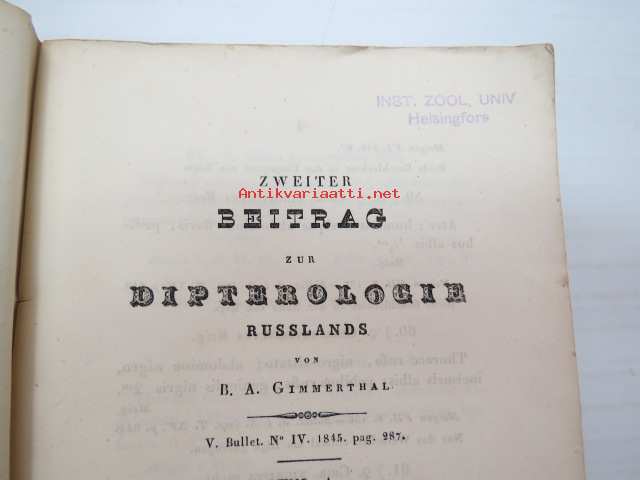 INST. ZOOL. UNIV
Helsingfors
ZWEITER
Antikvariaatti.net
BEITRAG
ZUR
DIPTEROLOGIE
RUSSLANDS
VON
B. A. GIMMERTHAL.
V. Bullet. N° IV. 1845. pag. 287.